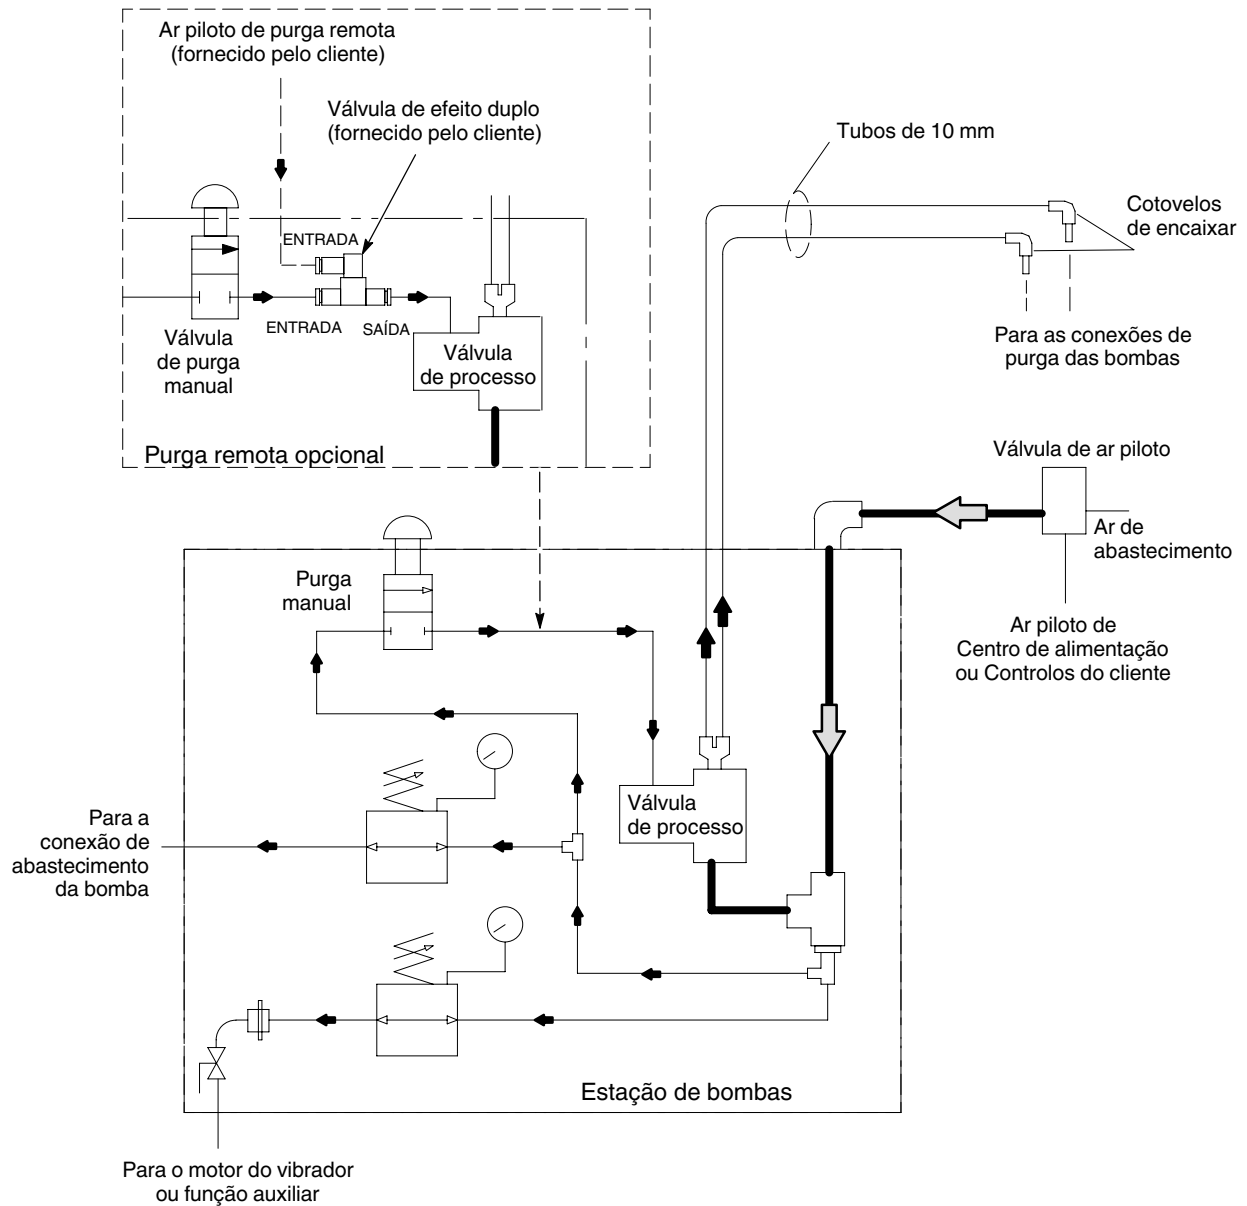 Ar piloto de purga remota
(fornecido pelo cliente)
Válvula de efeito duplo
(fornecido pelo cliente)
ENTRADA
ENTRADA
SAÍDA
Válvula
de purga
manual
Válvula
de processo
Purga remota opcional
Tubos de 10 mm
Cotovelos
de encaixar
Para as conexões de
purga das bombas
Válvula de ar piloto
Ar de
abastecimento
Ar piloto de
Centro de alimentação
ou Controlos do cliente
Purga
manual
Válvula
de processo
Para a
conexão de
abastecimento
da bomba
Estação de bombas
Para o motor do vibrador
ou função auxiliar